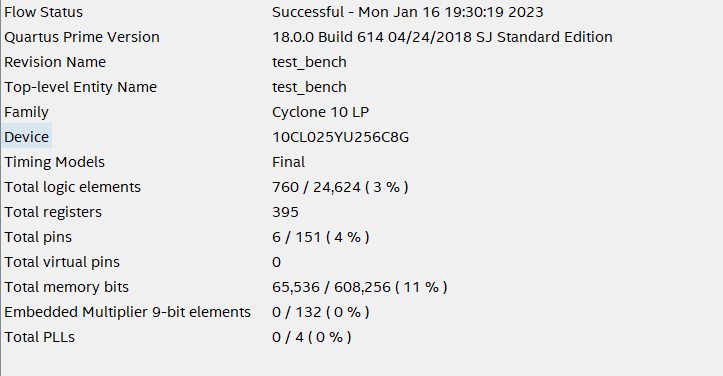 Flow Status Successful - Mon Jan 16 19:30:19 2023
Quartus Prime Version 18.0.0 Build 614 04/24/2018 SJ Standard Edition
Revision Name test_bench
Top-level Entity Name test_bench
Family Cyclone 10 LP
Device 10CL025YU256C8G
Timing Models Final
Total logic elements 760 / 24,624 ( 3 % )
Total registers 395
Total pins 6 / 151 ( 4 % )
Total virtual pins 0
Total memory bits 65,536 / 608,256 ( 11 % )
Embedded Multiplier 9-bit elements 0 / 132 ( 0 % )
Total PLLs 0 / 4 ( 0 % )